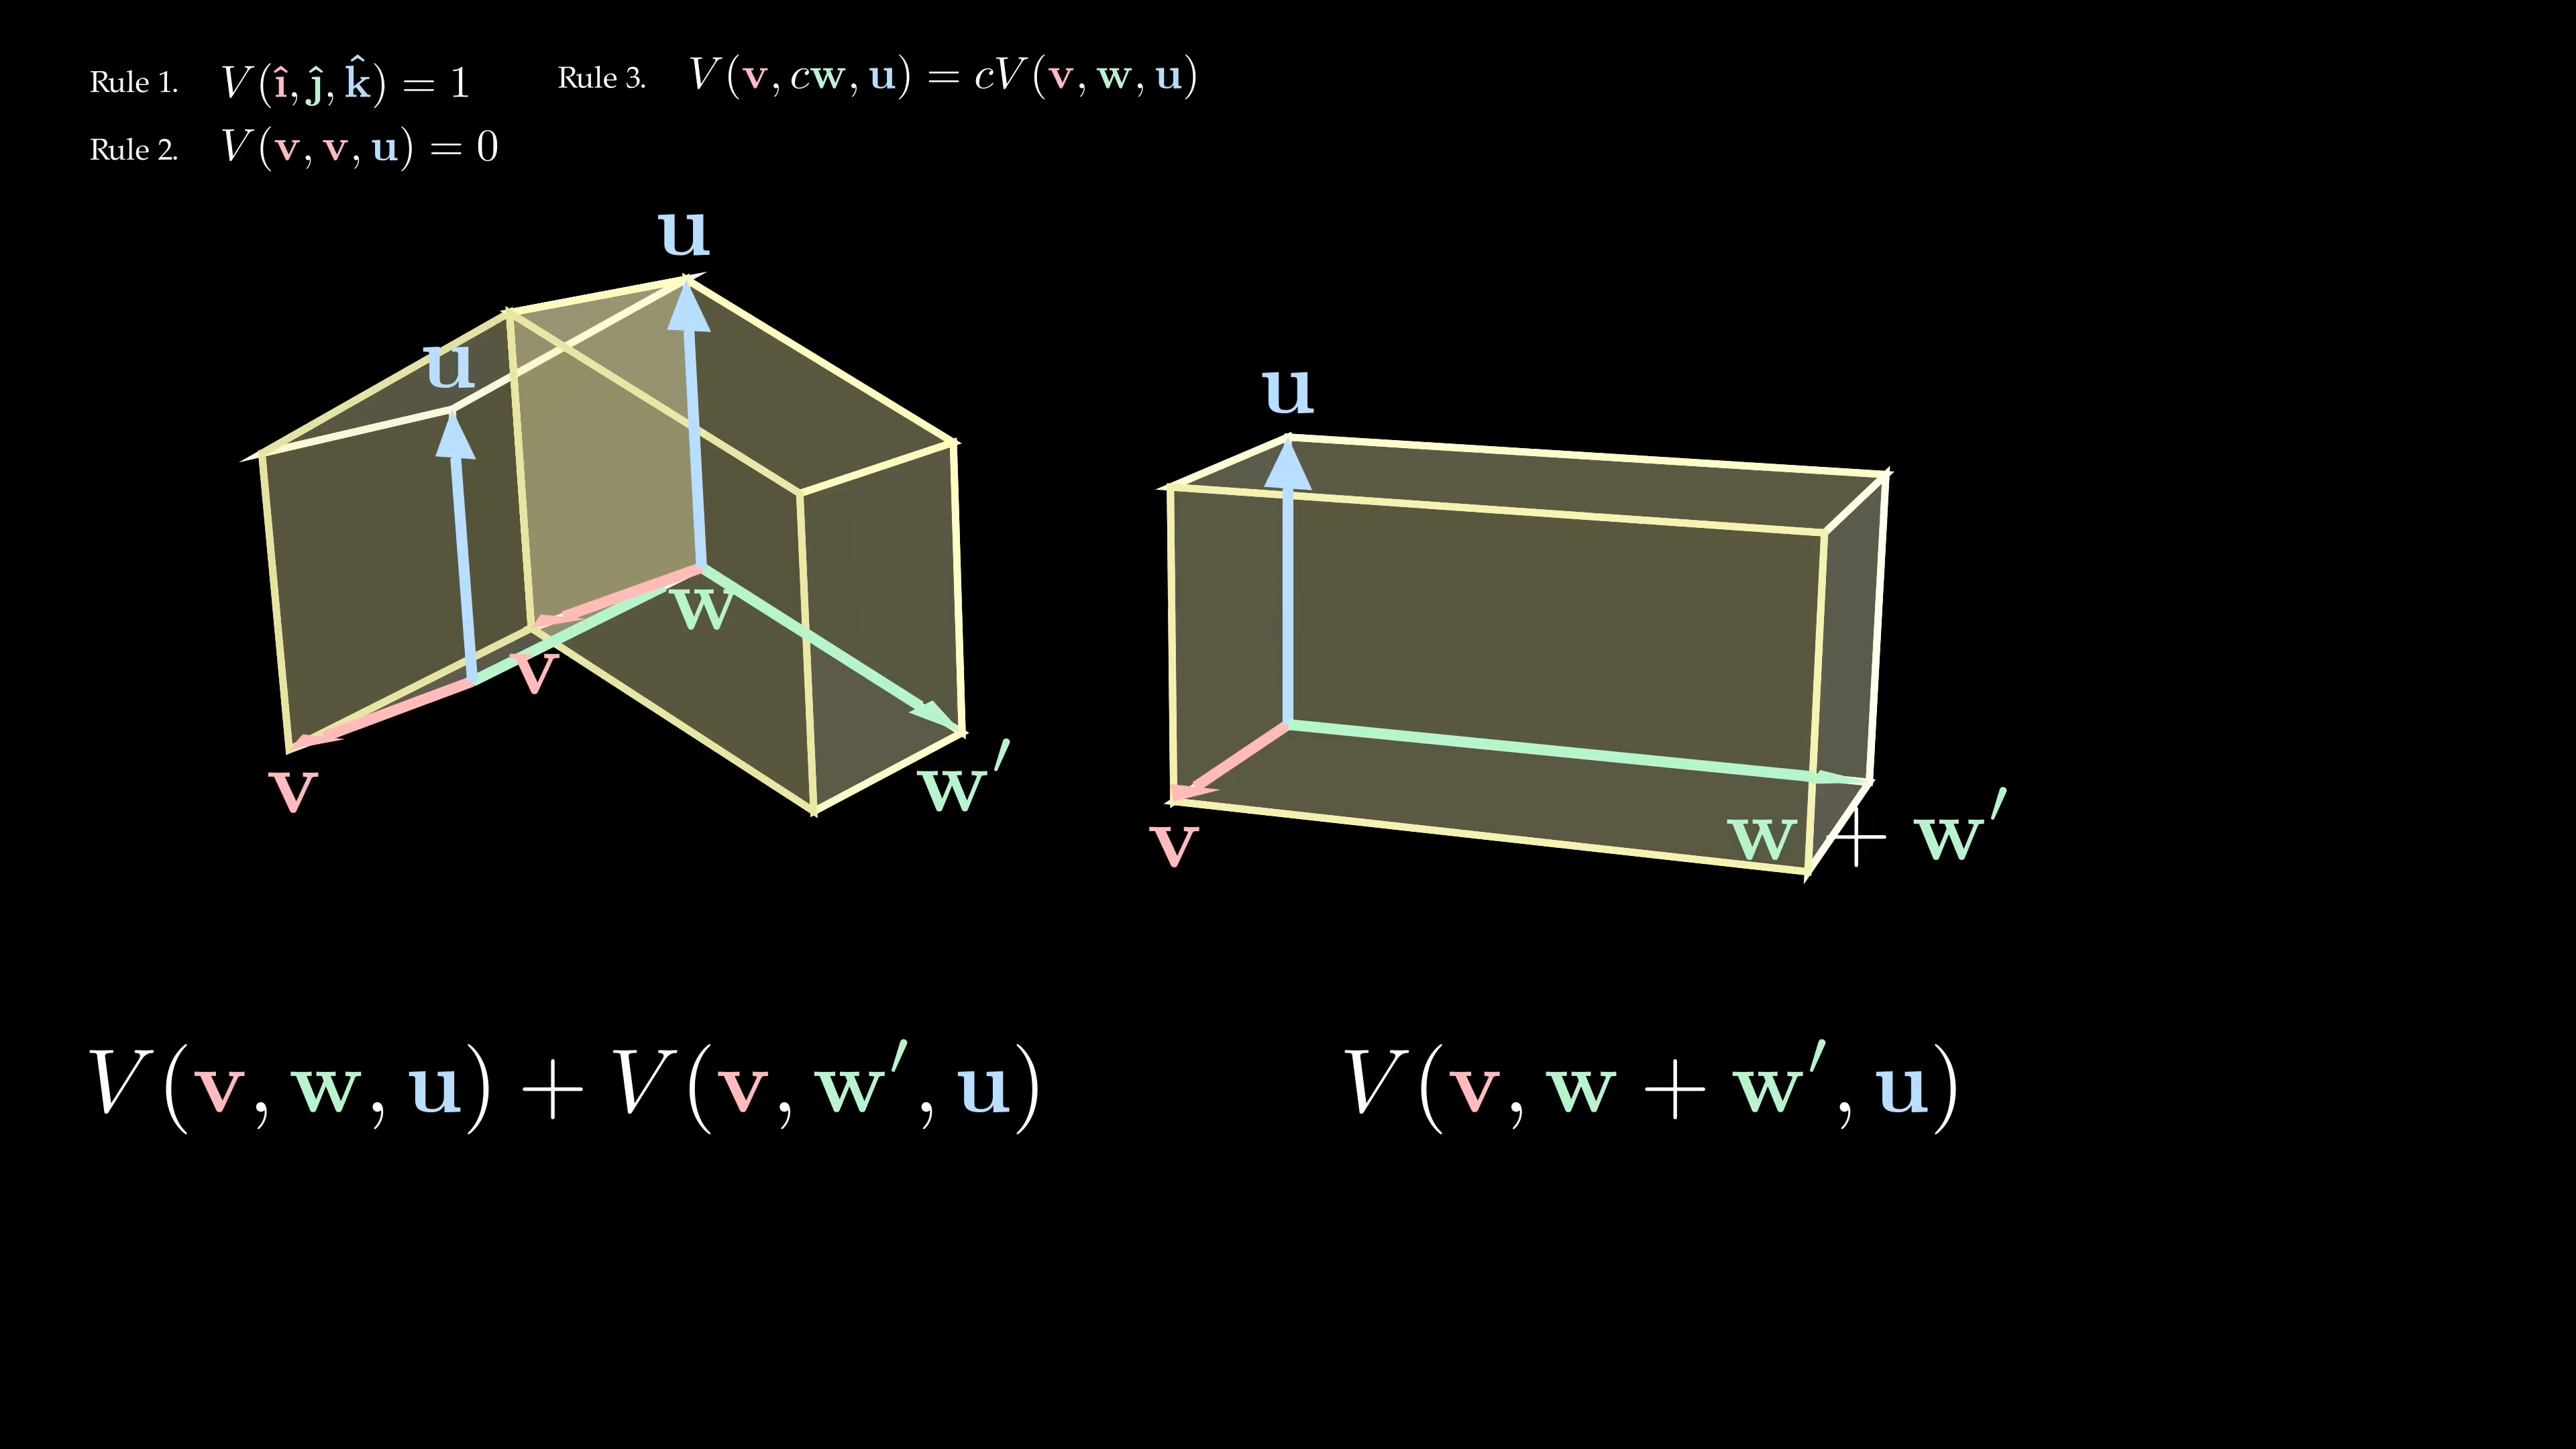 Rule 1. V(î, ĵ, k̂) = 1
Rule 2. V(v, v, u) = 0
Rule 3. V(v, cw, u) = cV(v, w, u)
u
u
w
v
v
w′
u
v
w + w′
V(v, w, u) + V(v, w′, u)
V(v, w + w′, u)